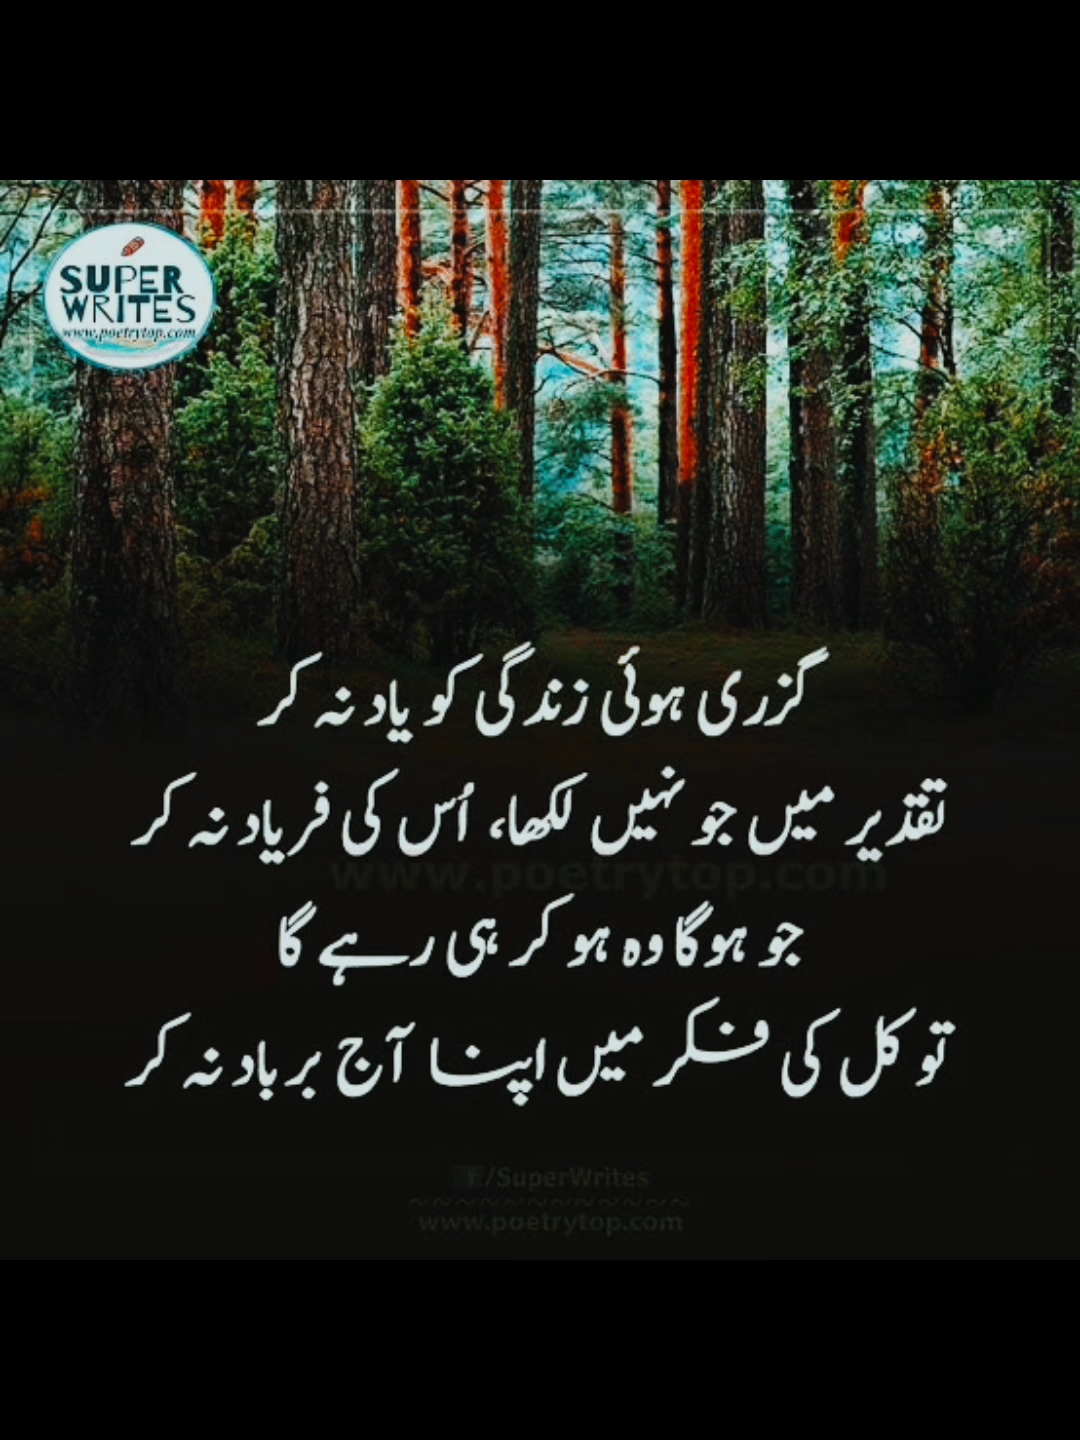 SUPER
WRITES
www.poetrytop.com
گزری ہوئی زندگی کو یاد نہ کر
تقدیر میں جو نہیں لکھا، اُس کی فریاد نہ کر
www.poetrytop.com
جو ہوگا وہ ہو کر ہی رہے گا
تو کل کی فکر میں اپنا آج برباد نہ کر
/SuperWrites
~~~~~~~~~~~~~~
www.poetrytop.com